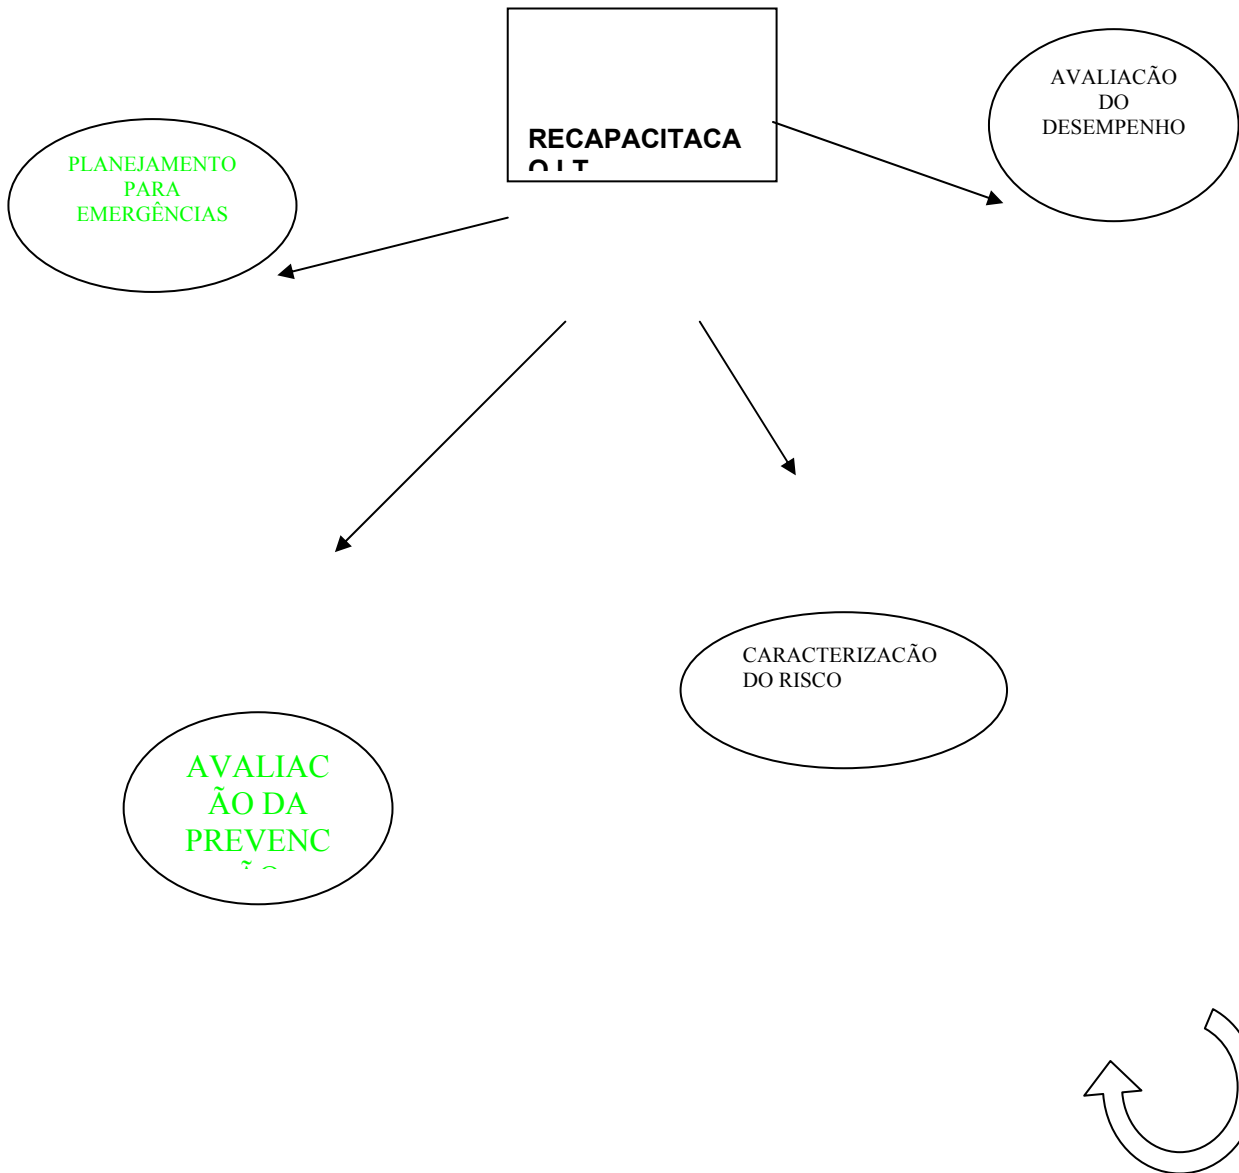 RECAPACITACA
AVALIACÃO
DO
DESEMPENHO
PLANEJAMENTO
PARA
EMERGÊNCIAS
CARACTERIZACÃO
DO RISCO
AVALIAC
ÃO DA
PREVENC